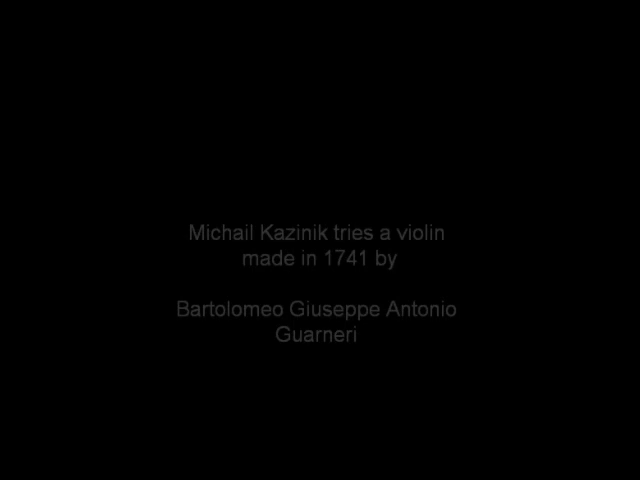 Michail Kazinik tries a violin
made in 1741 by
Bartolomeo Giuseppe Antonio
Guarneri